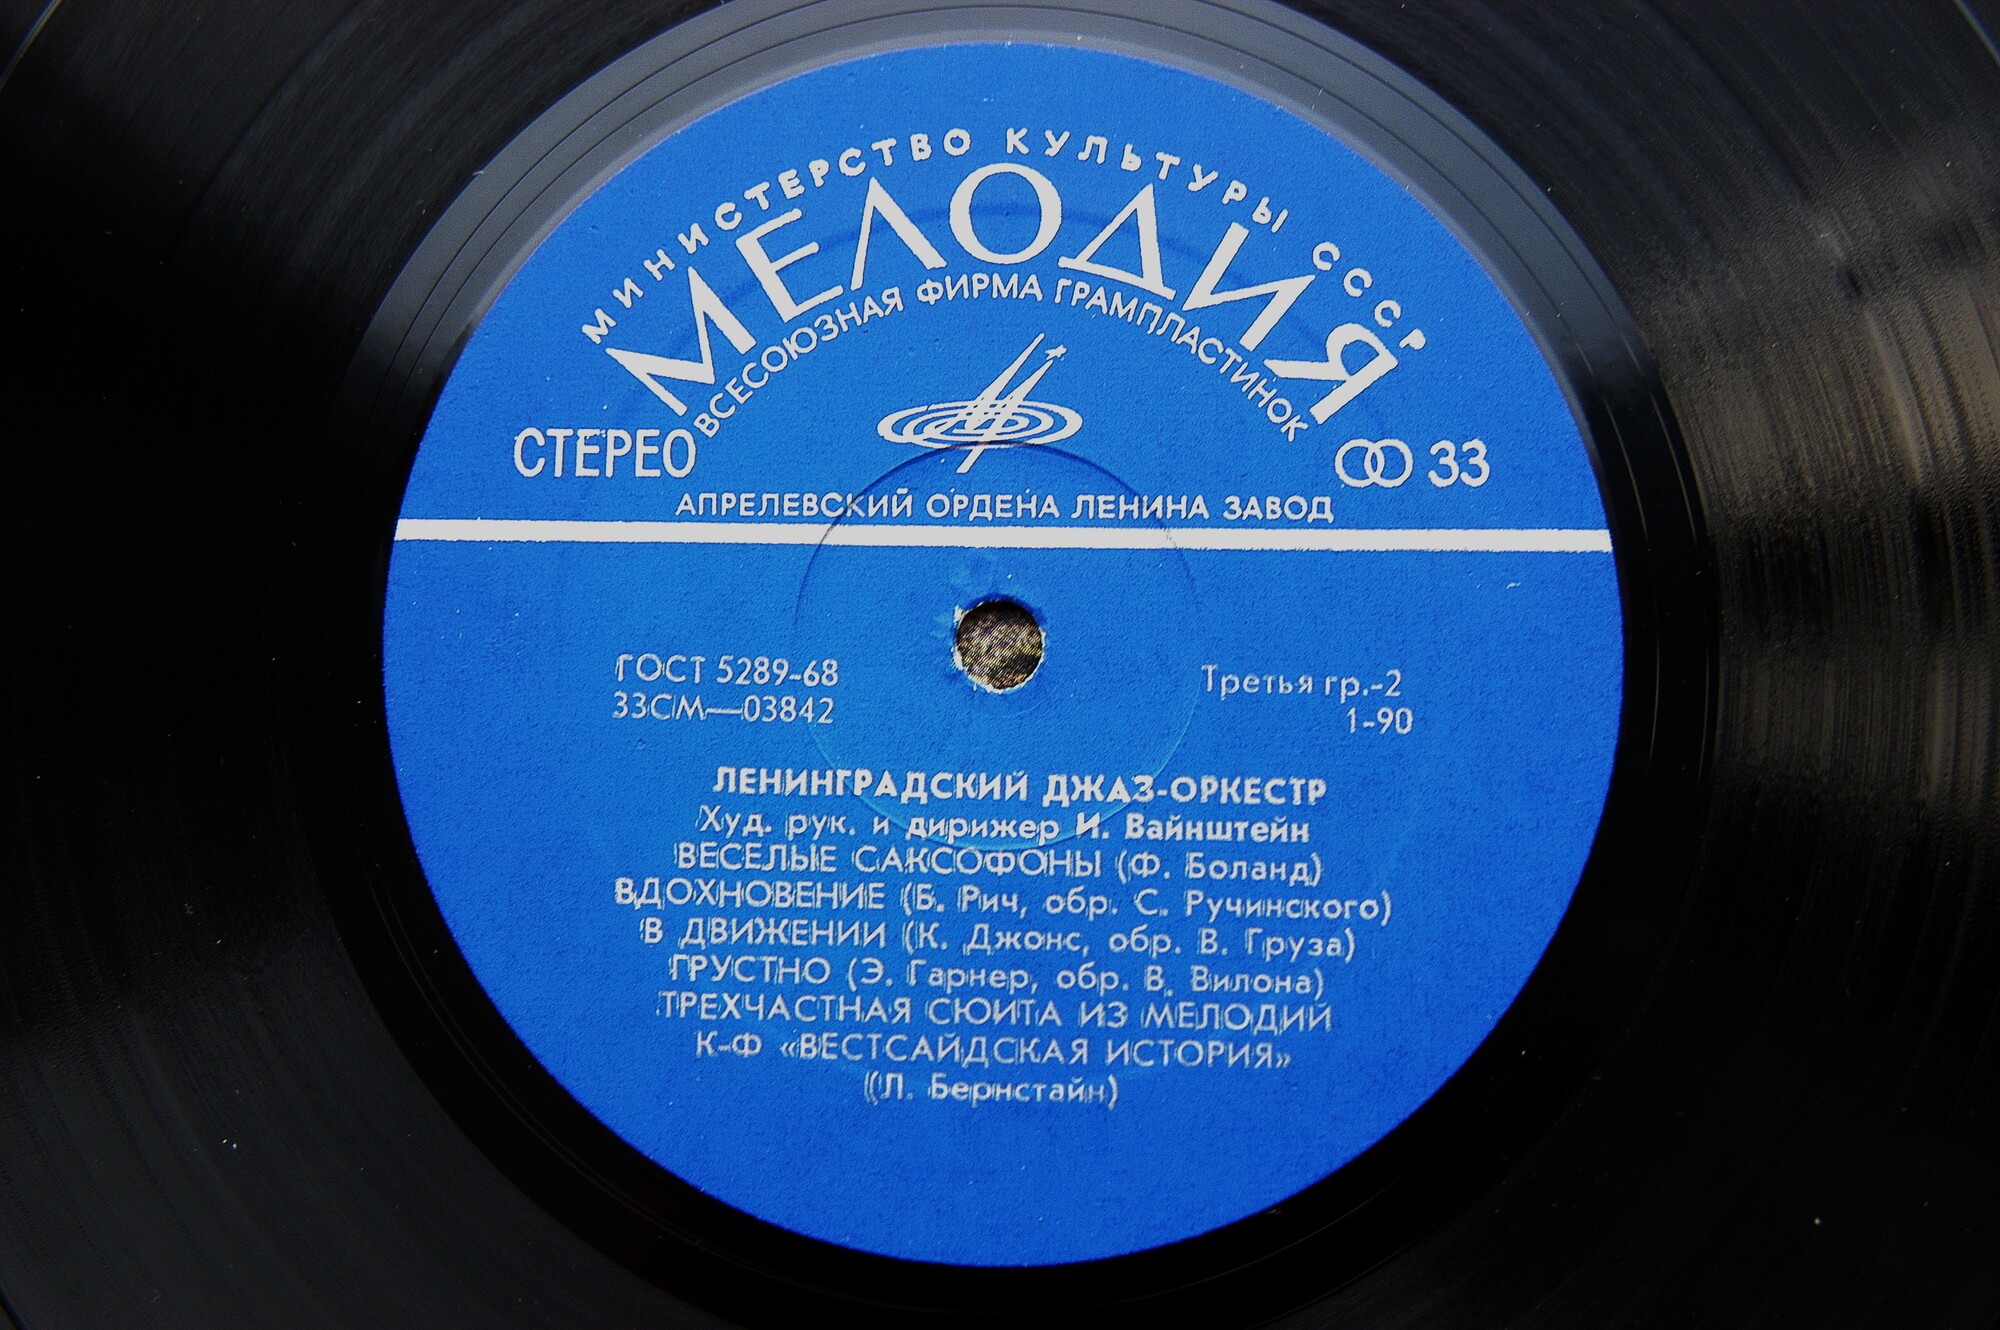 МИНИСТЕРСТВО КУЛЬТУРЫ СССР
МЕЛОДИЯ
ВСЕСОЮЗНАЯ ФИРМА ГРАМПЛАСТИНОК
СТЕРЕО
33
АПРЕЛЕВСКИЙ ОРДЕНА ЛЕНИНА ЗАВОД
ГОСТ 5289-68
33СМ—03842
Третья гр.-2
1-90
ЛЕНИНГРАДСКИЙ ДЖАЗ-ОРКЕСТР
Худ. рук. и дирижер И. Вайнштейн
ВЕСЕЛЫЕ САКСОФОНЫ (Ф. Боланд)
ВДОХНОВЕНИЕ (Б. Рич, обр. С. Ручинского)
В ДВИЖЕНИИ (К. Джонс, обр. В. Груза)
ГРУСТНО (Э. Гарнер, обр. В. Вилона)
ТРЕХЧАСТНАЯ СЮИТА ИЗ МЕЛОДИЙ
К-Ф «ВЕСТСАЙДСКАЯ ИСТОРИЯ»
(Л. Бернстайн)